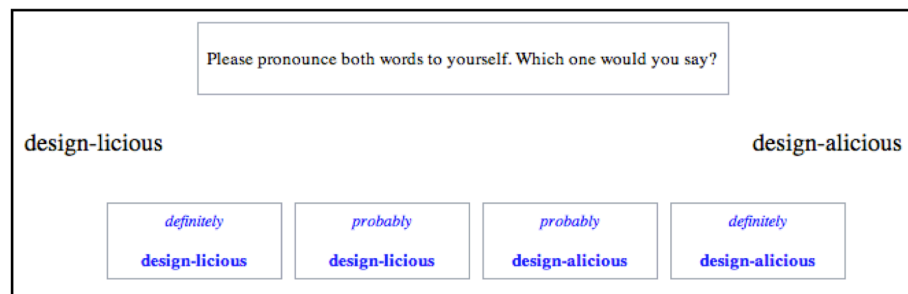 Please pronounce both words to yourself. Which one would you say?
design-licious design-alicious
definitely probably probably definitely
design-licious design-licious design-alicious design-alicious